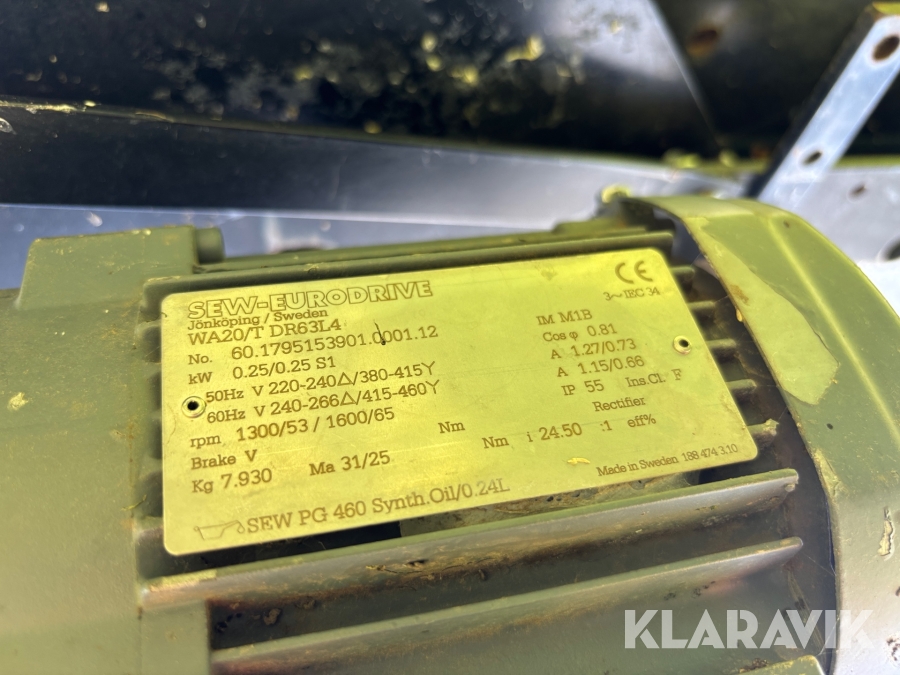 SEW-EURODRIVE
Jönköping / Sweden 3~IEC 34
WA20/T DR63L4
No. 60.1795153901.0001.12 IM M1B
kW 0.25/0.25 S1 Cos φ 0.81
50Hz V 220-240△/380-415Y A 1.27/0.73
60Hz V 240-266△/415-460Y A 1.15/0.66
rpm 1300/53 / 1600/65 IP 55 Ins.Cl. F
Brake V Nm Rectifier
Kg 7.930 Ma 31/25 Nm i 24.50 :1 eff%
SEW PG 460 Synth.Oil/0.24L Made in Sweden 188 474 3.10
KLARAVIK